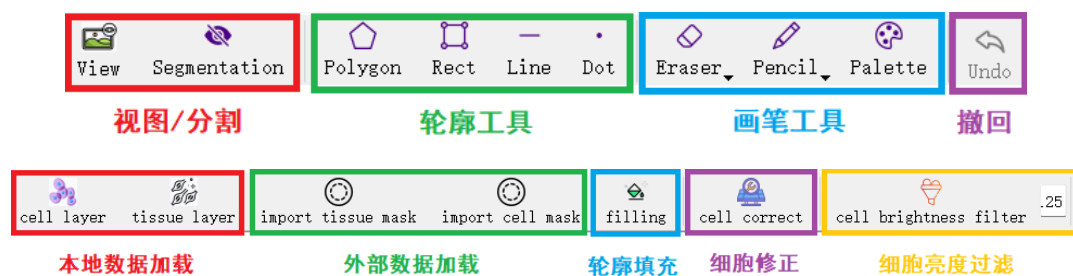 View Segmentation Polygon Rect Line Dot Eraser Pencil Palette Undo
视图/分割 轮廓工具 画笔工具 撤回
cell layer tissue layer import tissue mask import cell mask filling cell correct cell brightness filter .25
本地数据加载 外部数据加载 轮廓填充 细胞修正 细胞亮度过滤